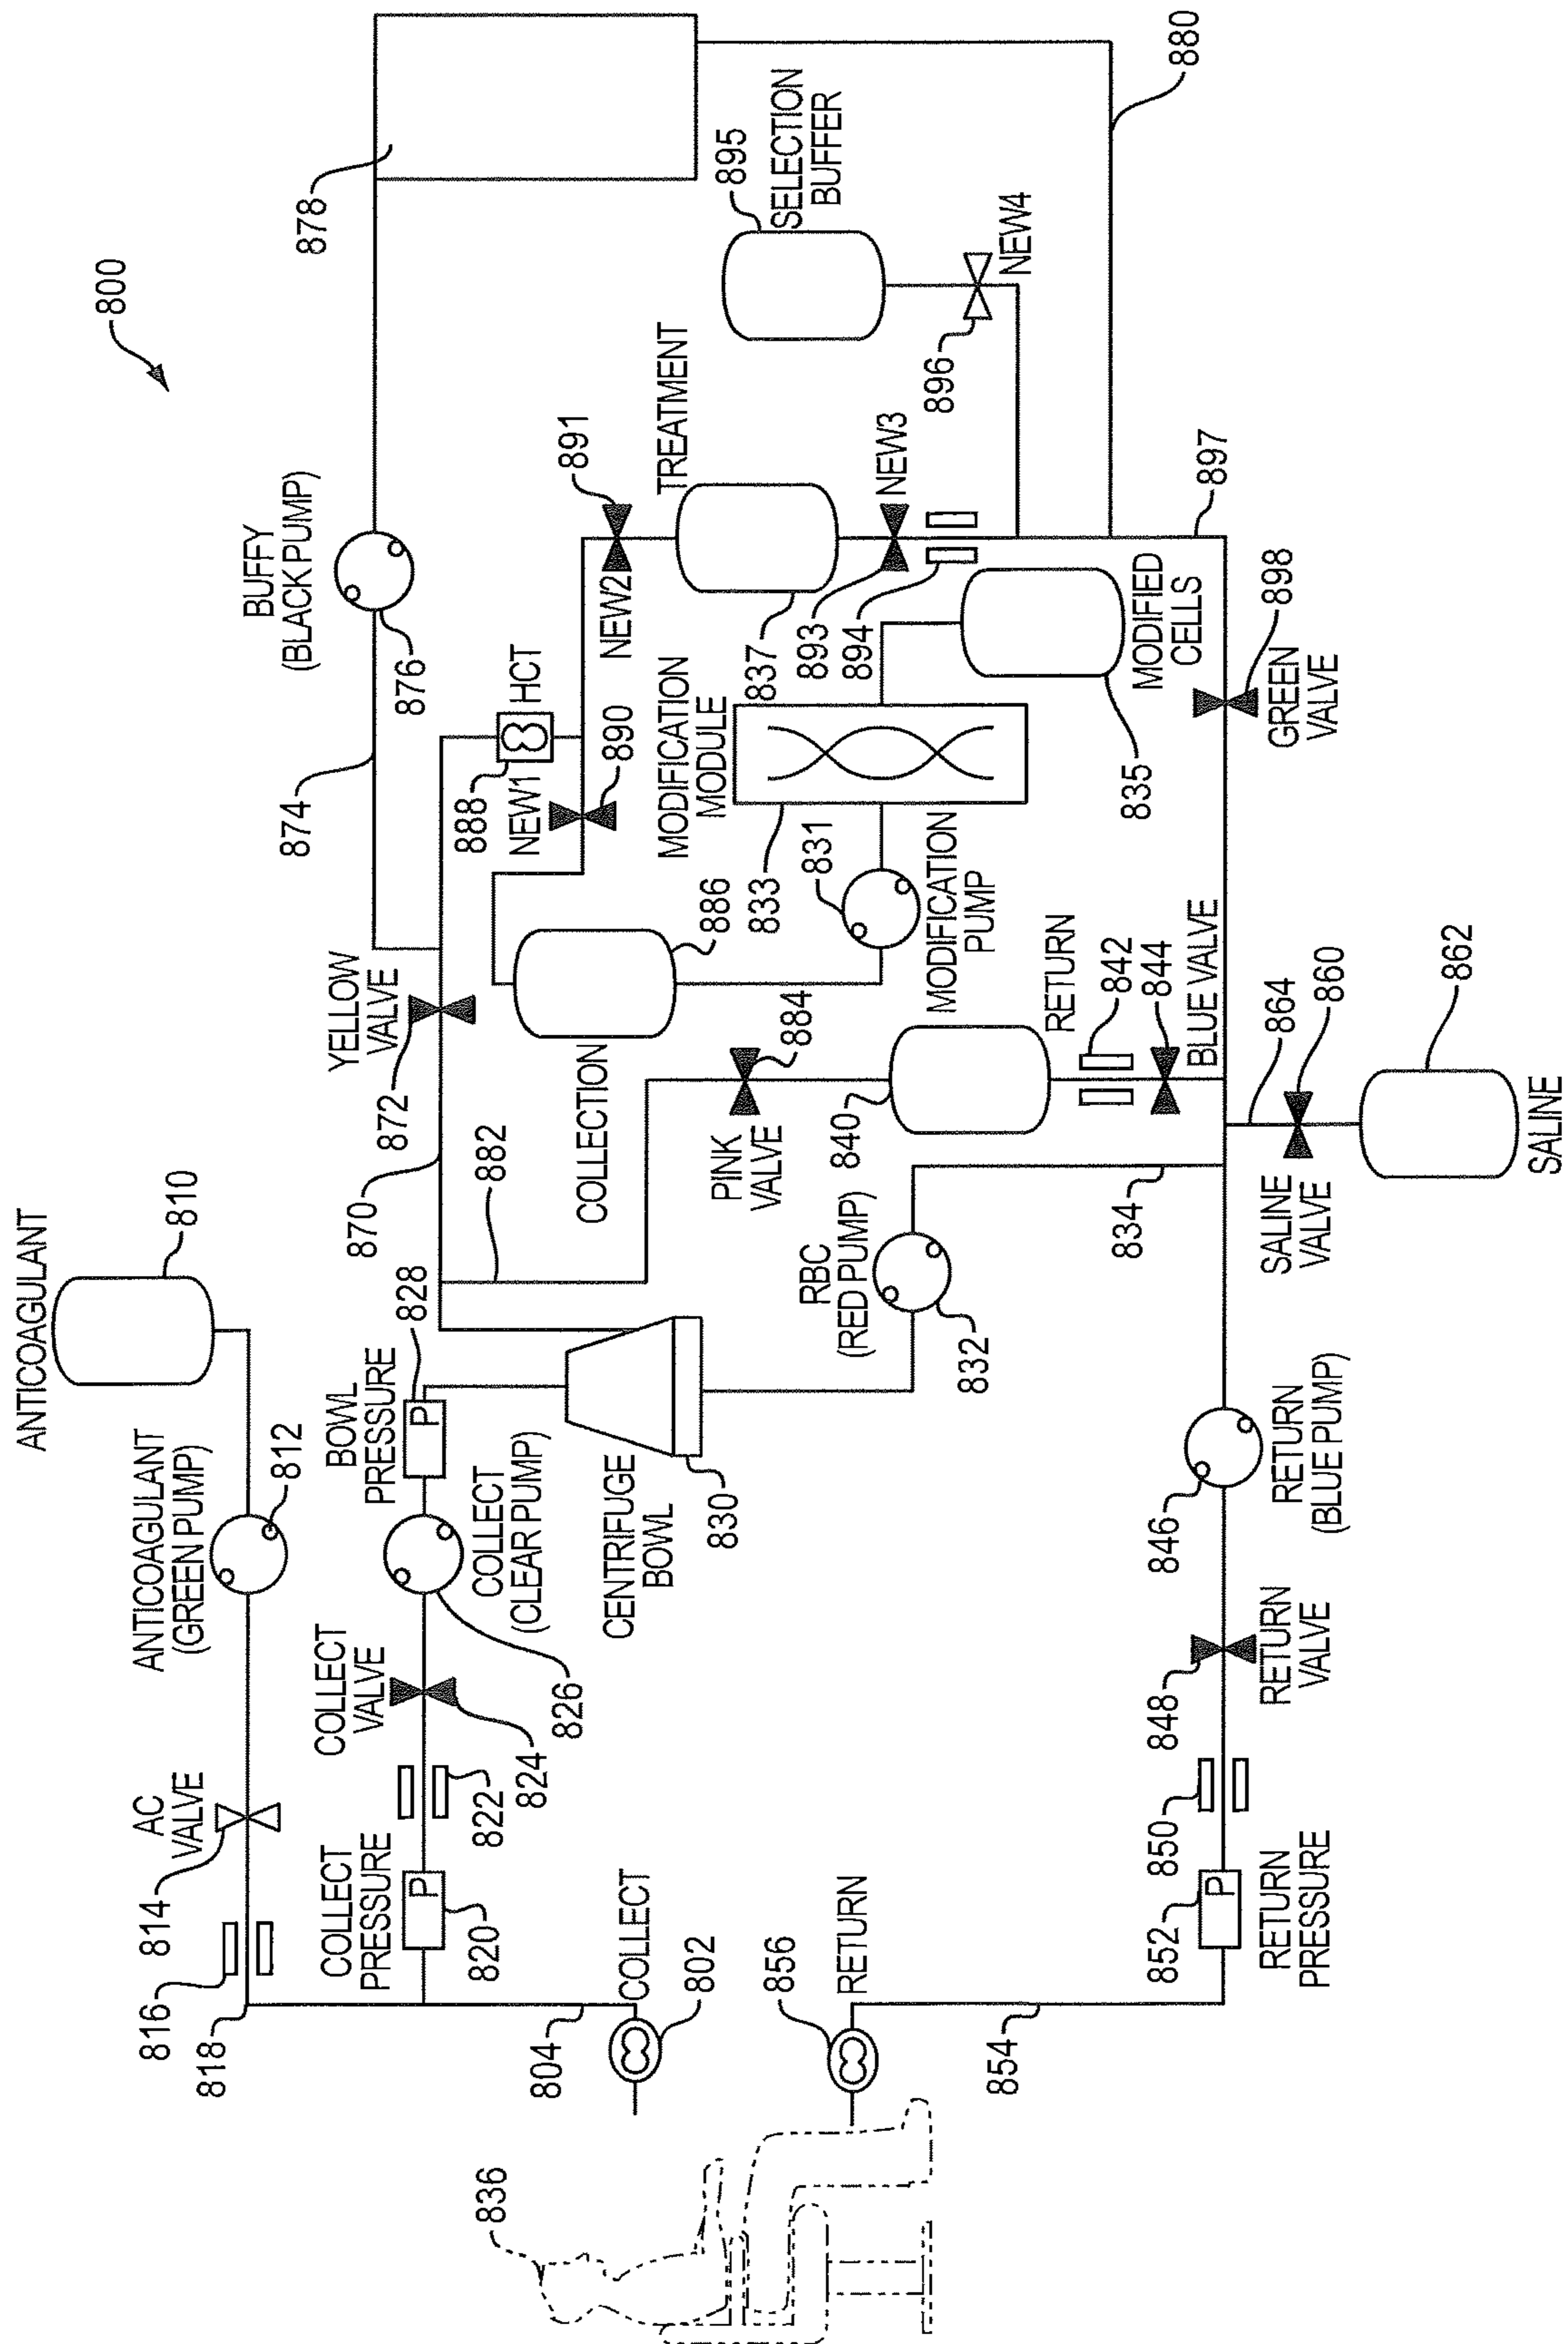 ANTICOAGULANT
810
800
ANTICOAGULANT
(GREEN PUMP)
812
AC
VALVE
814
816
818
BUFFY
(BLACK PUMP)
876
874
878
YELLOW
VALVE
872
870
882
BOWL
PRESSURE
828
COLLECT
VALVE
824
COLLECT
PRESSURE
820
822
826
COLLECT
(CLEAR PUMP)
CENTRIFUGE
BOWL
830
HCT
888
NEW1
890
NEW2
891
TREATMENT
837
SELECTION
BUFFER
895
896
NEW4
880
COLLECTION
886
MODIFICATION
MODULE
833
831
MODIFICATION
PUMP
893
NEW3
894
MODIFIED
CELLS
835
897
COLLECT
802
804
836
856
RETURN
854
PINK
VALVE
884
840
RETURN
842
844
BLUE VALVE
RBC
(RED PUMP)
832
834
898
GREEN
VALVE
852
RETURN
PRESSURE
850
848
RETURN
VALVE
846
RETURN
(BLUE PUMP)
SALINE
VALVE
864
860
862
SALINE
P
P
P